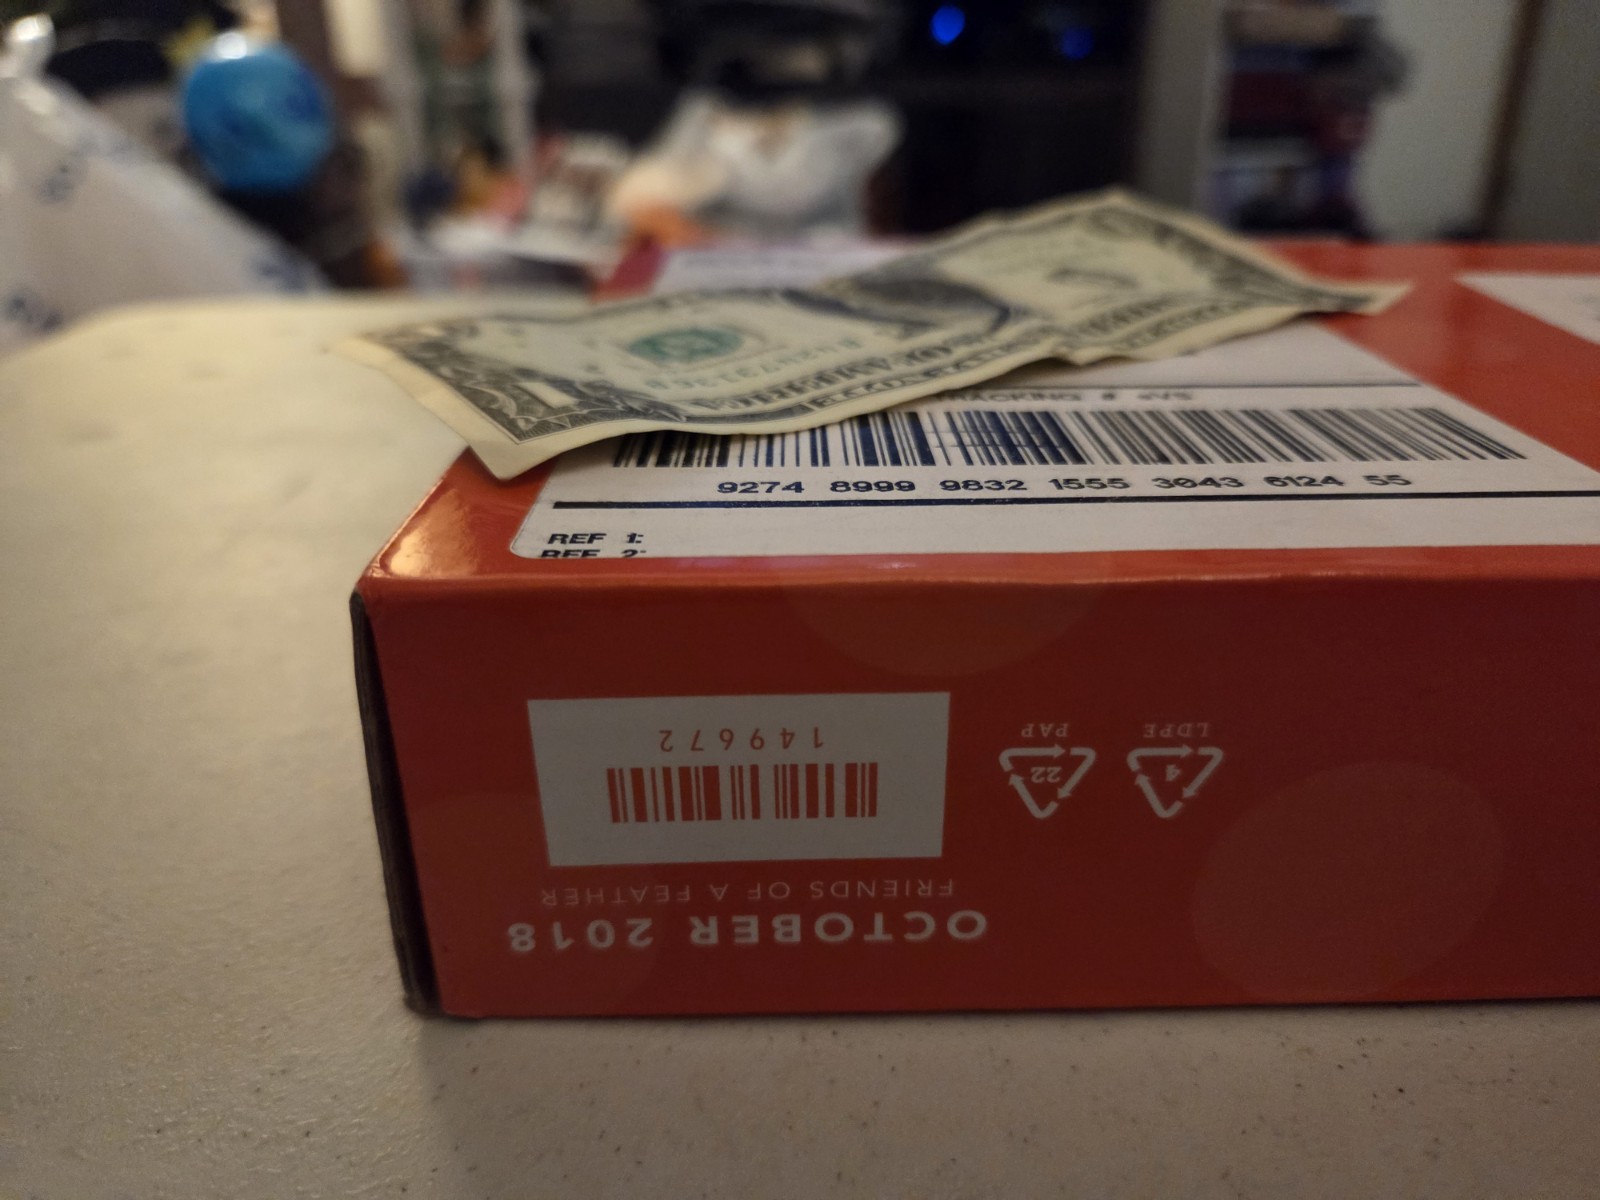 TRACKING #
9274 8999 9832 1555 3043 6124 55
REF 1:
REF 2:
OCTOBER 2018
FRIENDS OF A FEATHER
149672
22
PAP
4
LDPE